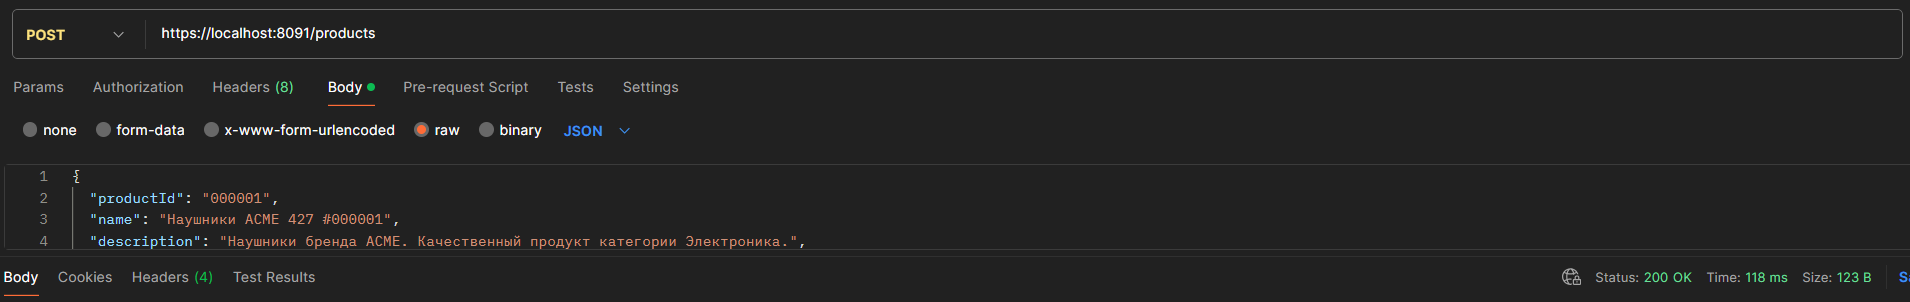 POST https://localhost:8091/products
Params Authorization Headers (8) Body Pre-request Script Tests Settings
none form-data x-www-form-urlencoded raw binary JSON
1 {
2 "productId": "000001",
3 "name": "Наушники ACME 427 #000001",
4 "description": "Наушники бренда ACME. Качественный продукт категории Электроника.",
Body Cookies Headers (4) Test Results Status: 200 OK Time: 118 ms Size: 123 B